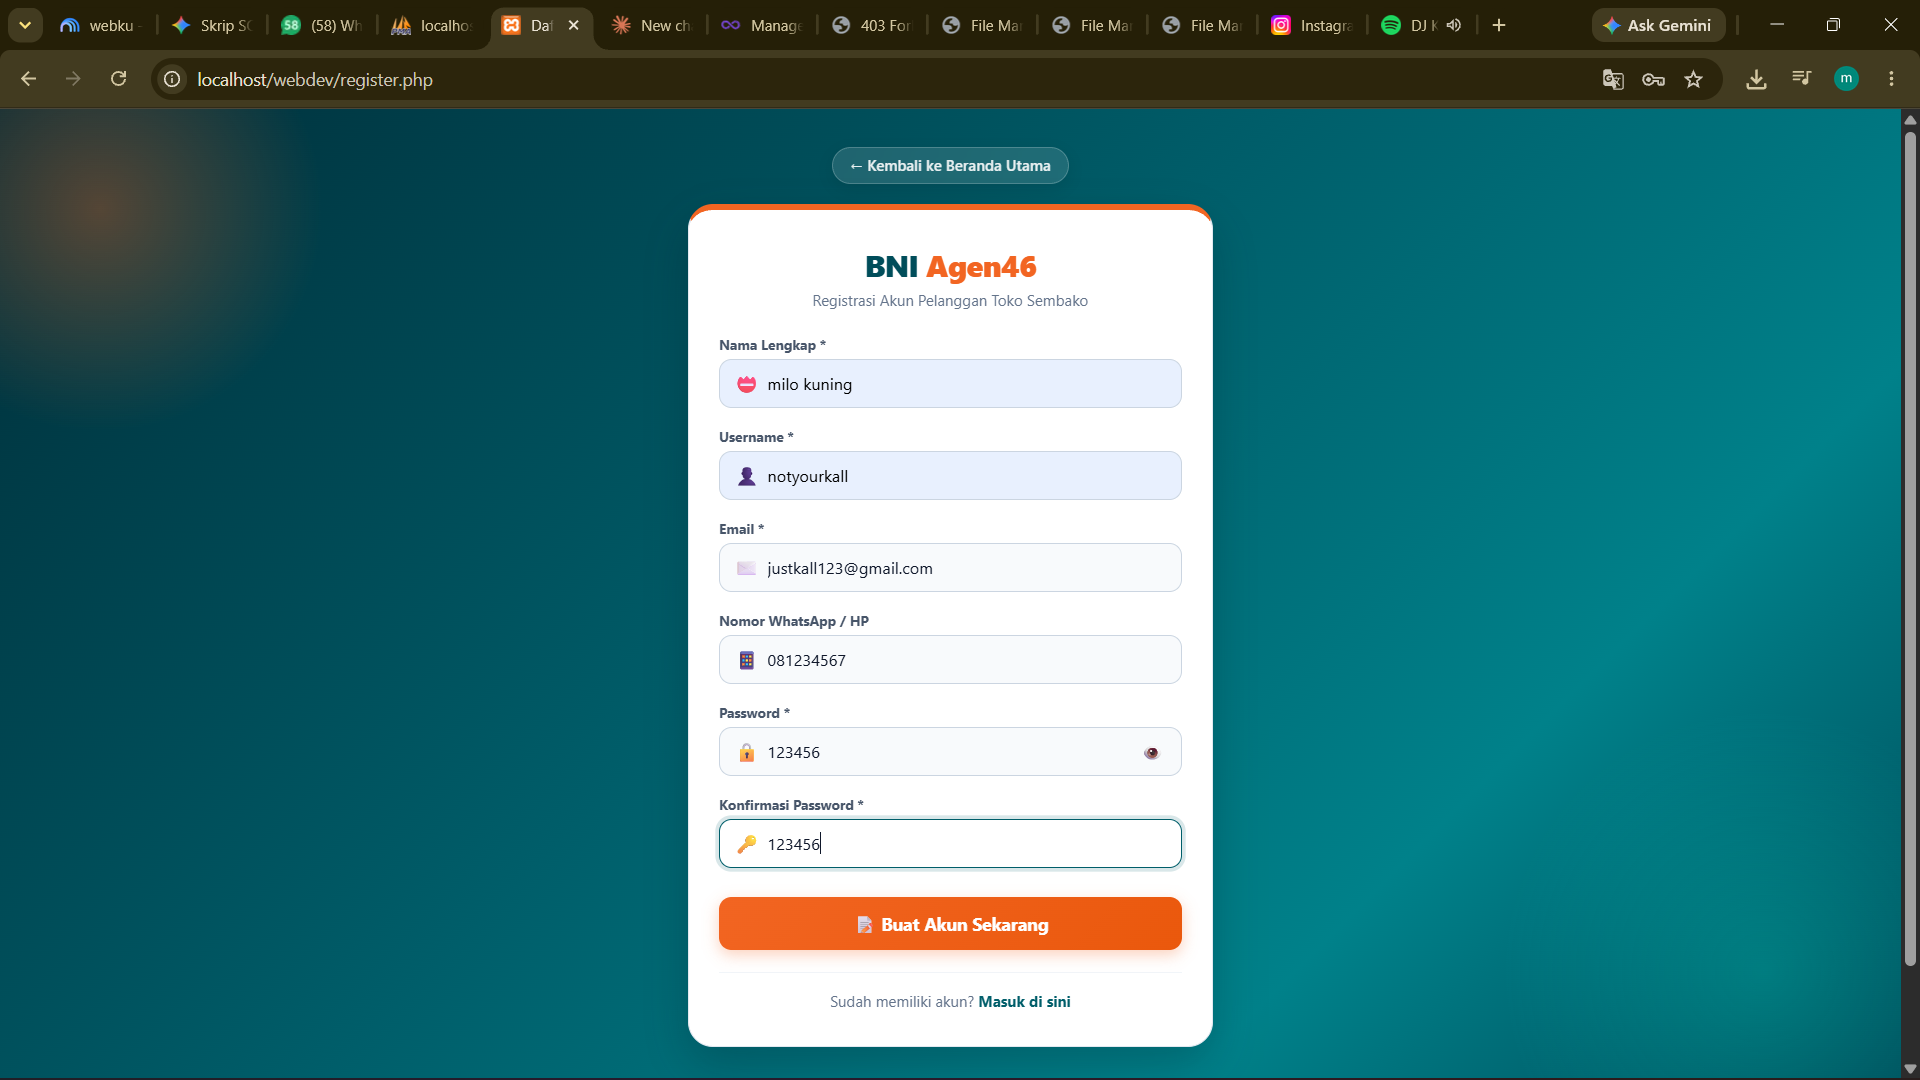 webku -
Skrip S
(58) Wh
localho
Da
New ch
Manage
403 For
File Ma
File Ma
File Ma
Instagra
DJ K
Ask Gemini
localhost/webdev/register.php
m
← Kembali ke Beranda Utama
BNI Agen46
Registrasi Akun Pelanggan Toko Sembako
Nama Lengkap *
milo kuning
Username *
notyourkall
Email *
justkall123@gmail.com
Nomor WhatsApp / HP
081234567
Password *
123456
Konfirmasi Password *
123456
Buat Akun Sekarang
Sudah memiliki akun? Masuk di sini